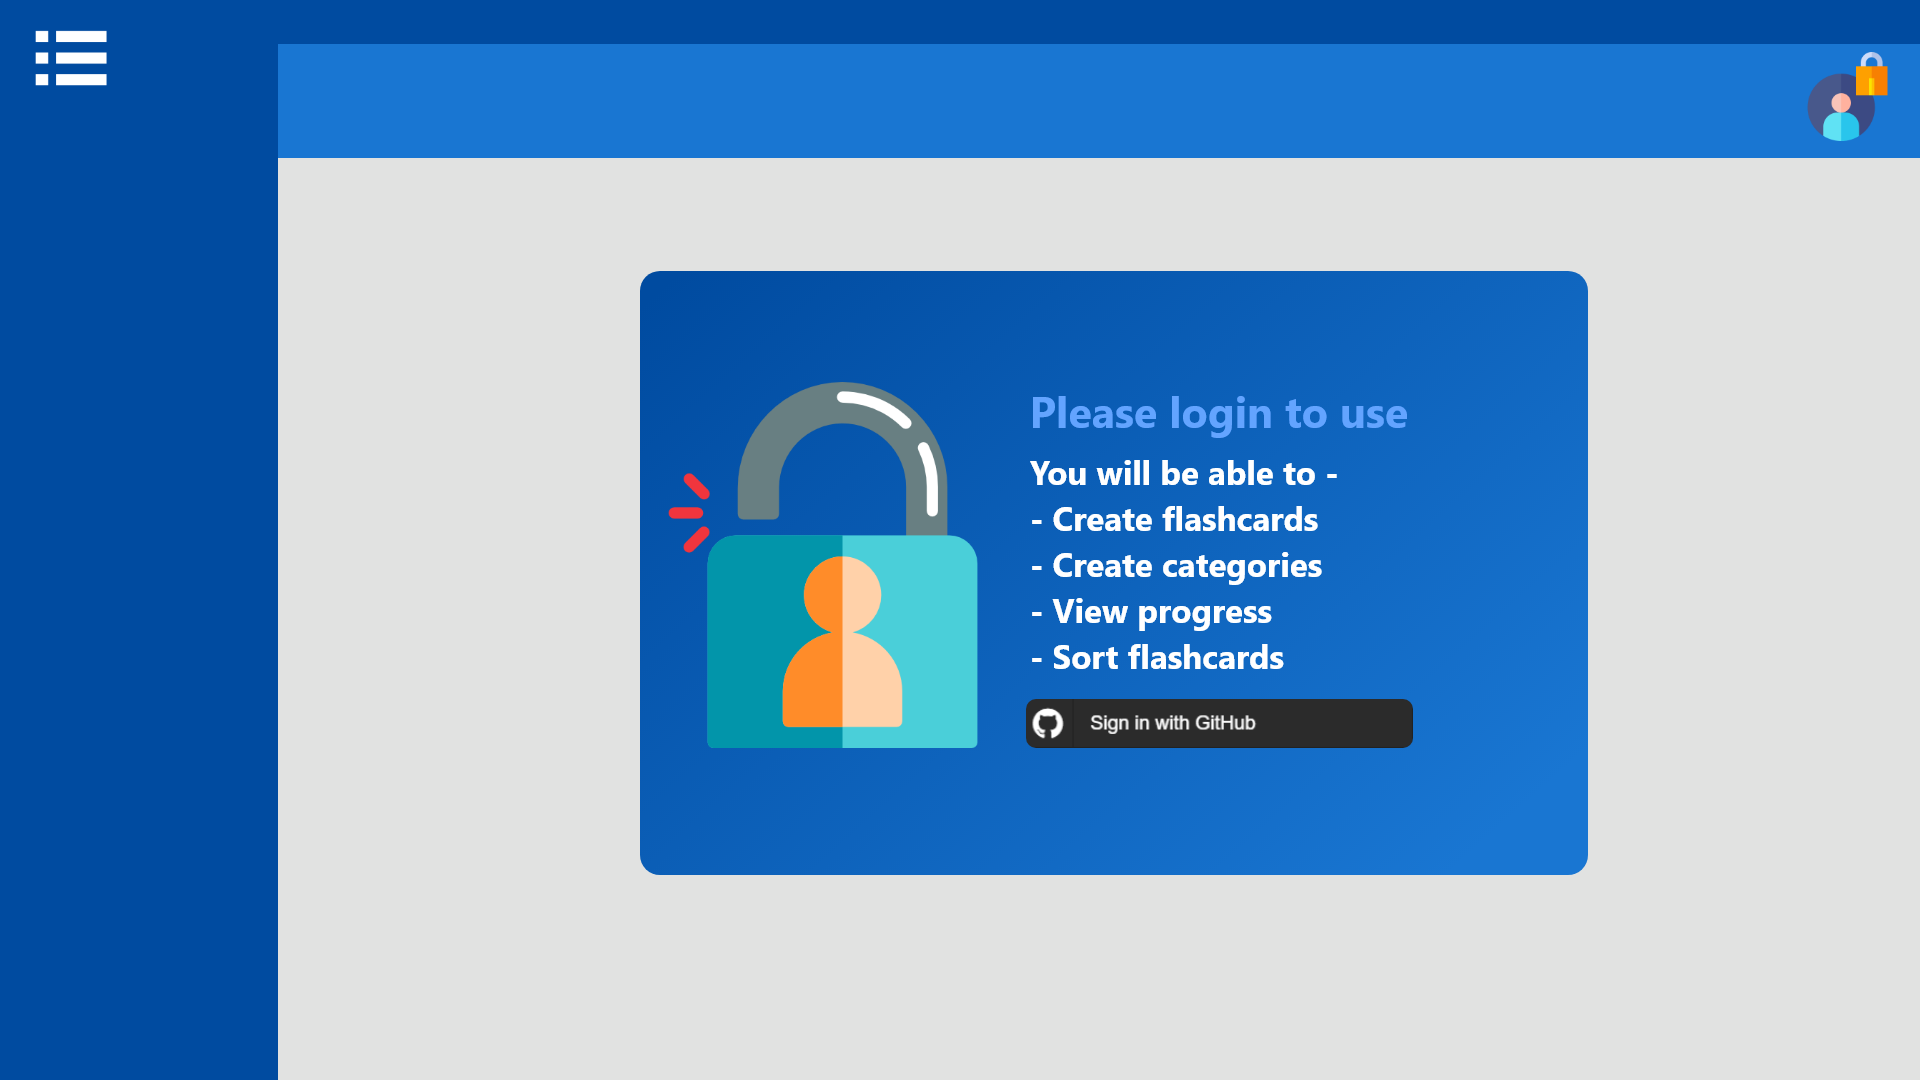 Please login to use
You will be able to -
- Create flashcards
- Create categories
- View progress
- Sort flashcards
Sign in with GitHub